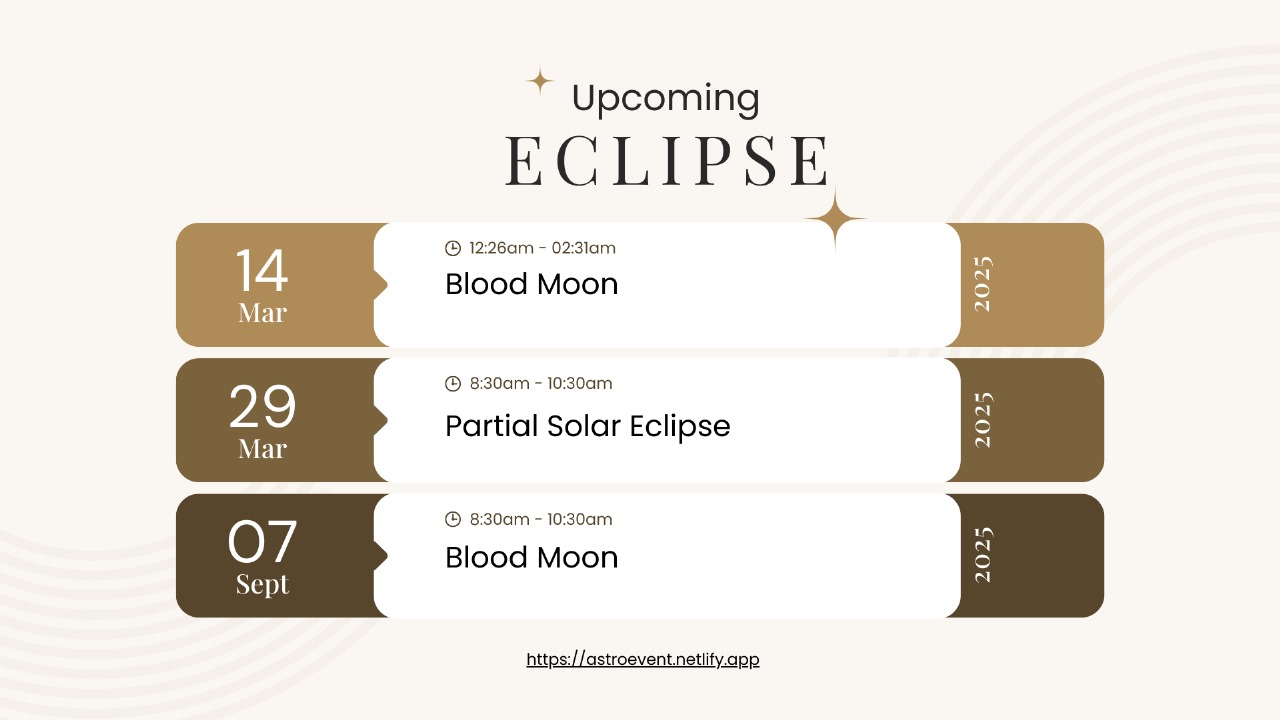 Upcoming
ECLIPSE
14
Mar
12:26am - 02:31am
Blood Moon
2025
29
Mar
8:30am - 10:30am
Partial Solar Eclipse
2025
07
Sept
8:30am - 10:30am
Blood Moon
2025
https://astroevent.netlify.app